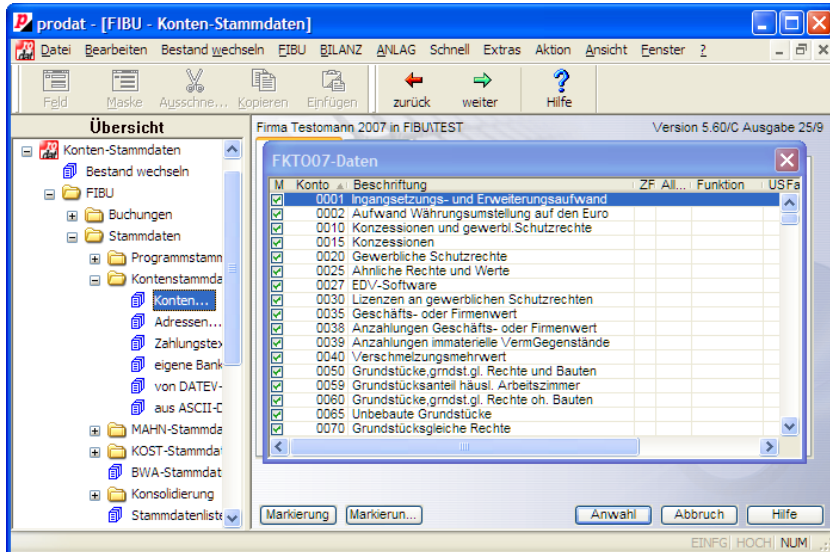 prodat - [FIBU - Konten-Stammdaten]
Datei Bearbeiten Bestand wechseln FIBU BILANZ ANLAG Schnell Extras Aktion Ansicht Fenster ?
Feld Maske Ausschne... Kopieren Einfügen zurück weiter Hilfe
Übersicht
Konten-Stammdaten
Bestand wechseln
FIBU
Buchungen
Stammdaten
Programmstamm
Kontenstammda
Konten...
Adressen...
Zahlungstex
eigene Bank
von DATEV-
aus ASCII-D
MAHN-Stammda
KOST-Stammdat
BWA-Stammdat
Konsolidierung
Stammdatenliste
Firma Testomann 2007 in FIBU\TEST Version 5.60/C Ausgabe 25/9
FKTO07-Daten
M Konto Beschriftung ZF All... Funktion USFa
0001 Ingangsetzungs- und Erweiterungsaufwand
0002 Aufwand Währungsumstellung auf den Euro
0010 Konzessionen und gewerbl.Schutzrechte
0015 Konzessionen
0020 Gewerbliche Schutzrechte
0025 Ähnliche Rechte und Werte
0027 EDV-Software
0030 Lizenzen an gewerblichen Schutzrechten
0035 Geschäfts- oder Firmenwert
0038 Anzahlungen Geschäfts- oder Firmenwert
0039 Anzahlungen immaterielle VermGegenstände
0040 Verschmelzungsmehrwert
0050 Grundstücke,grndst.gl. Rechte und Bauten
0059 Grundstücksanteil häusl. Arbeitszimmer
0060 Grundstücke,grndst.gl. Rechte oh. Bauten
0065 Unbebaute Grundstücke
0070 Grundstücksgleiche Rechte
Markierung Markierun... Anwahl Abbruch Hilfe
EINFG HOCH NUM